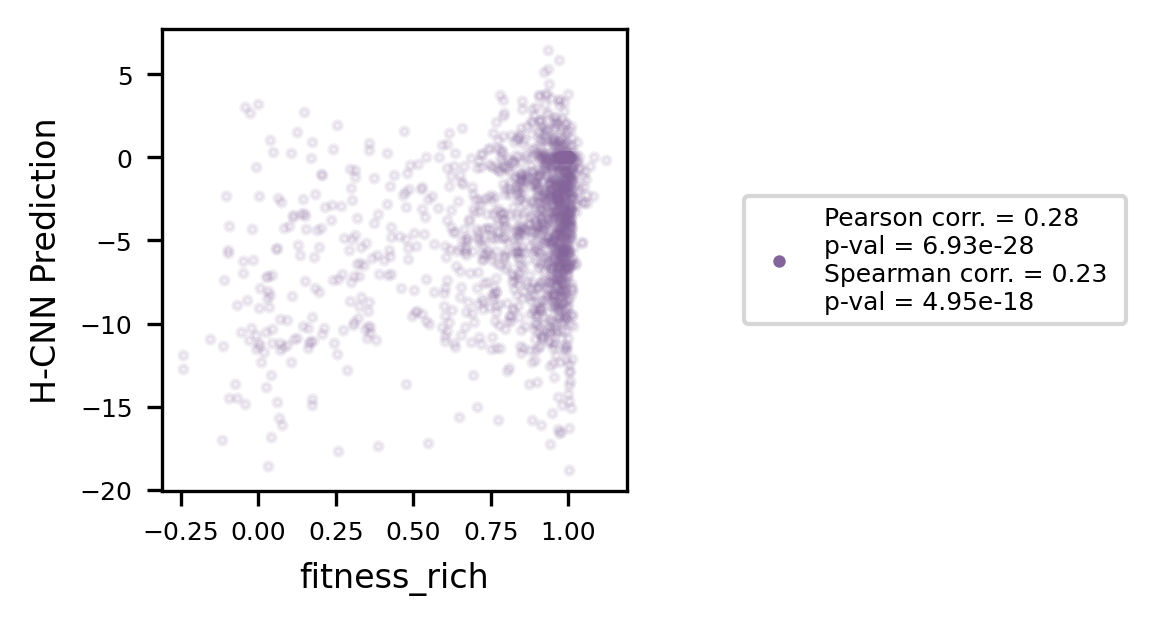 H-CNN Prediction
5
0
−5
−10
−15
−20
−0.25 0.00 0.25 0.50 0.75 1.00
fitness_rich
Pearson corr. = 0.28
p-val = 6.93e-28
Spearman corr. = 0.23
p-val = 4.95e-18